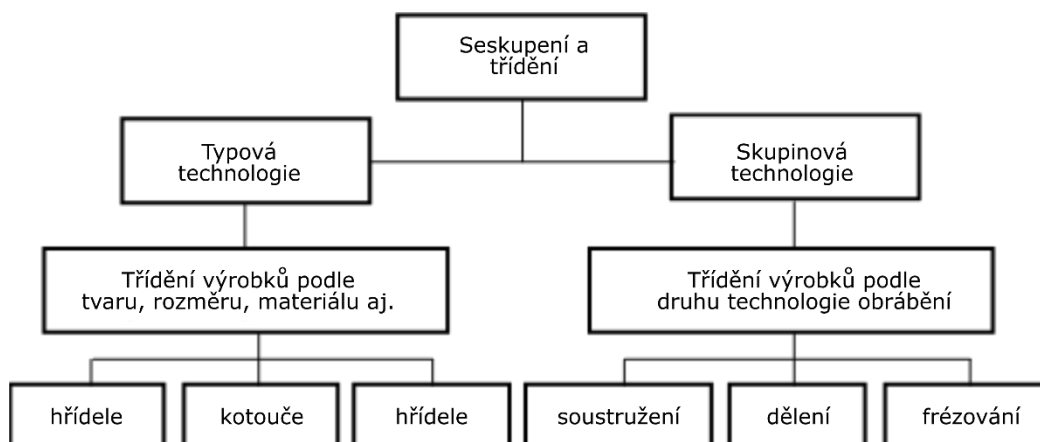 Seskupení a
třídění
Typová
technologie
Skupinová
technologie
Třídění výrobků podle
tvaru, rozměru, materiálu aj.
Třídění výrobků podle
druhu technologie obrábění
hřídele
kotouče
hřídele
soustružení
dělení
frézování